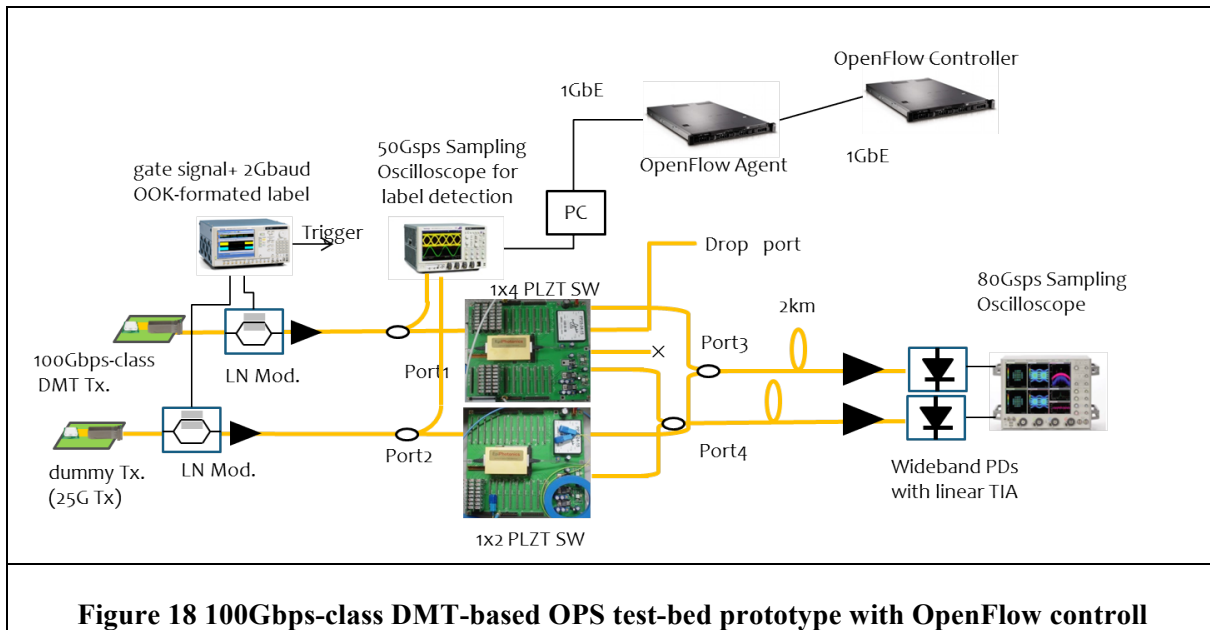 OpenFlow Controller
1GbE
OpenFlow Agent
1GbE
gate signal+ 2Gbaud
OOK-formated label
Trigger
50Gsps Sampling
Oscilloscope for
label detection
PC
Drop port
1x4 PLZT SW
80Gsps Sampling
Oscilloscope
2km
×
Port3
100Gbps-class
DMT Tx.
LN Mod.
Port1
Port2
Port4
dummy Tx.
(25G Tx)
LN Mod.
Wideband PDs
with linear TIA
1x2 PLZT SW
Figure 18 100Gbps-class DMT-based OPS test-bed prototype with OpenFlow controll